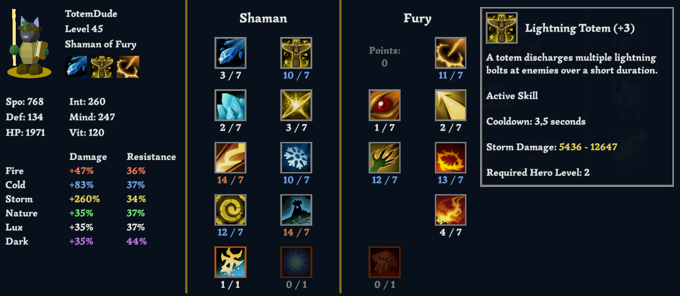 TotemDude
Level 45
Shaman of Fury
Spo: 768 Int: 260
Def: 134 Mind: 247
HP: 1971 Vit: 120
Damage Resistance
Fire +47% 36%
Cold +83% 37%
Storm +260% 34%
Nature +35% 37%
Lux +35% 37%
Dark +35% 44%
Shaman
3 / 7 10 / 7
2 / 7 3 / 7
14 / 7 10 / 7
12 / 7 14 / 7
1 / 1 0 / 1
Fury
Points:
0
11 / 7
1 / 7 2 / 7
12 / 7 13 / 7
4 / 7
0 / 1
Lightning Totem (+3)
A totem discharges multiple lightning
bolts at enemies over a short duration.
Active Skill
Cooldown: 3,5 seconds
Storm Damage: 5436 - 12647
Required Hero Level: 2